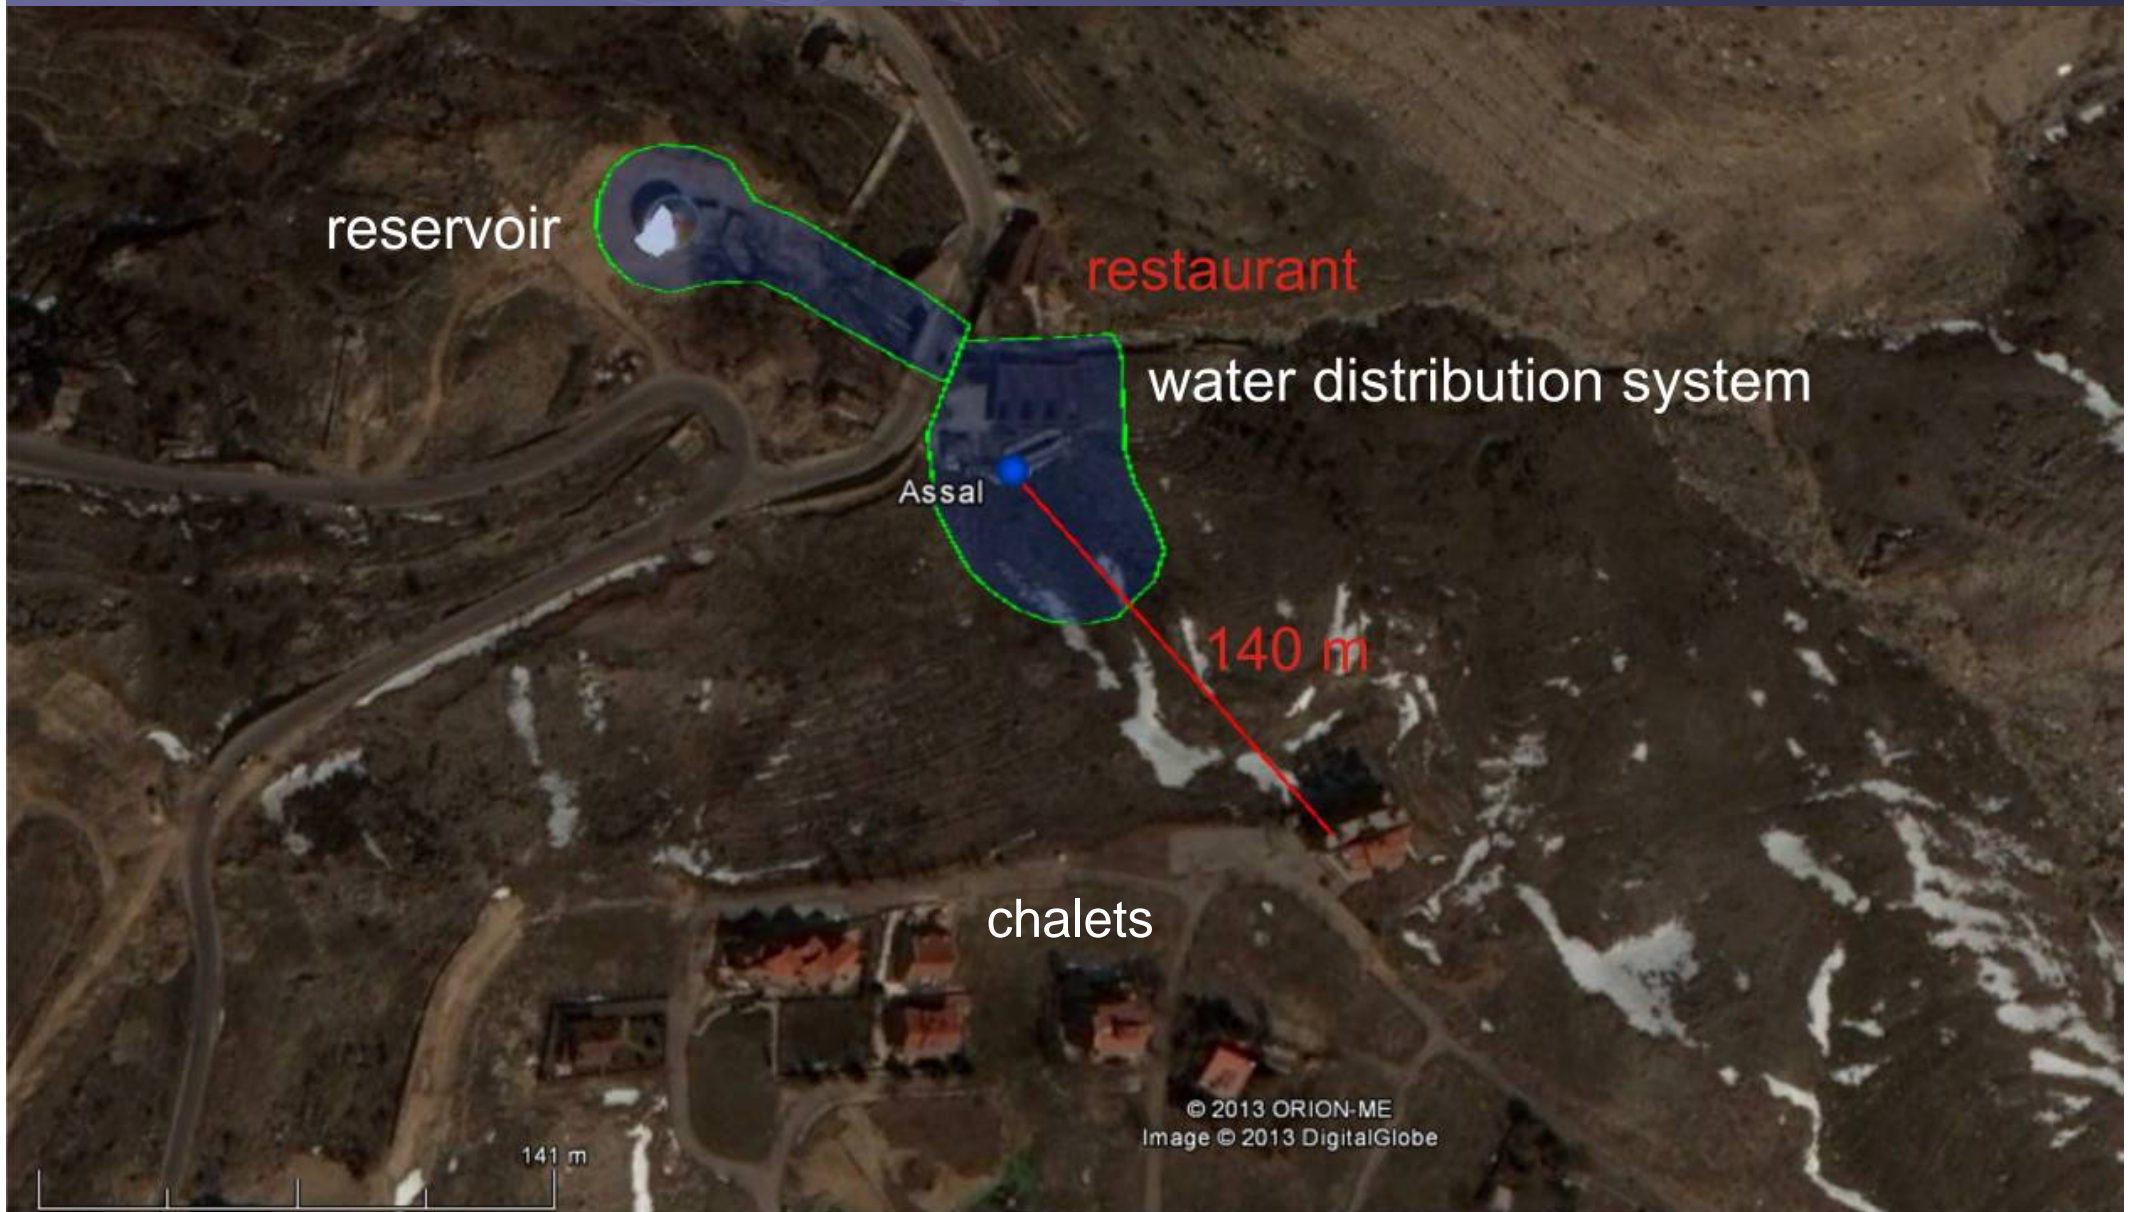 reservoir
restaurant
water distribution system
Assal
140 m
chalets
© 2013 ORION-ME
Image © 2013 DigitalGlobe
141 m